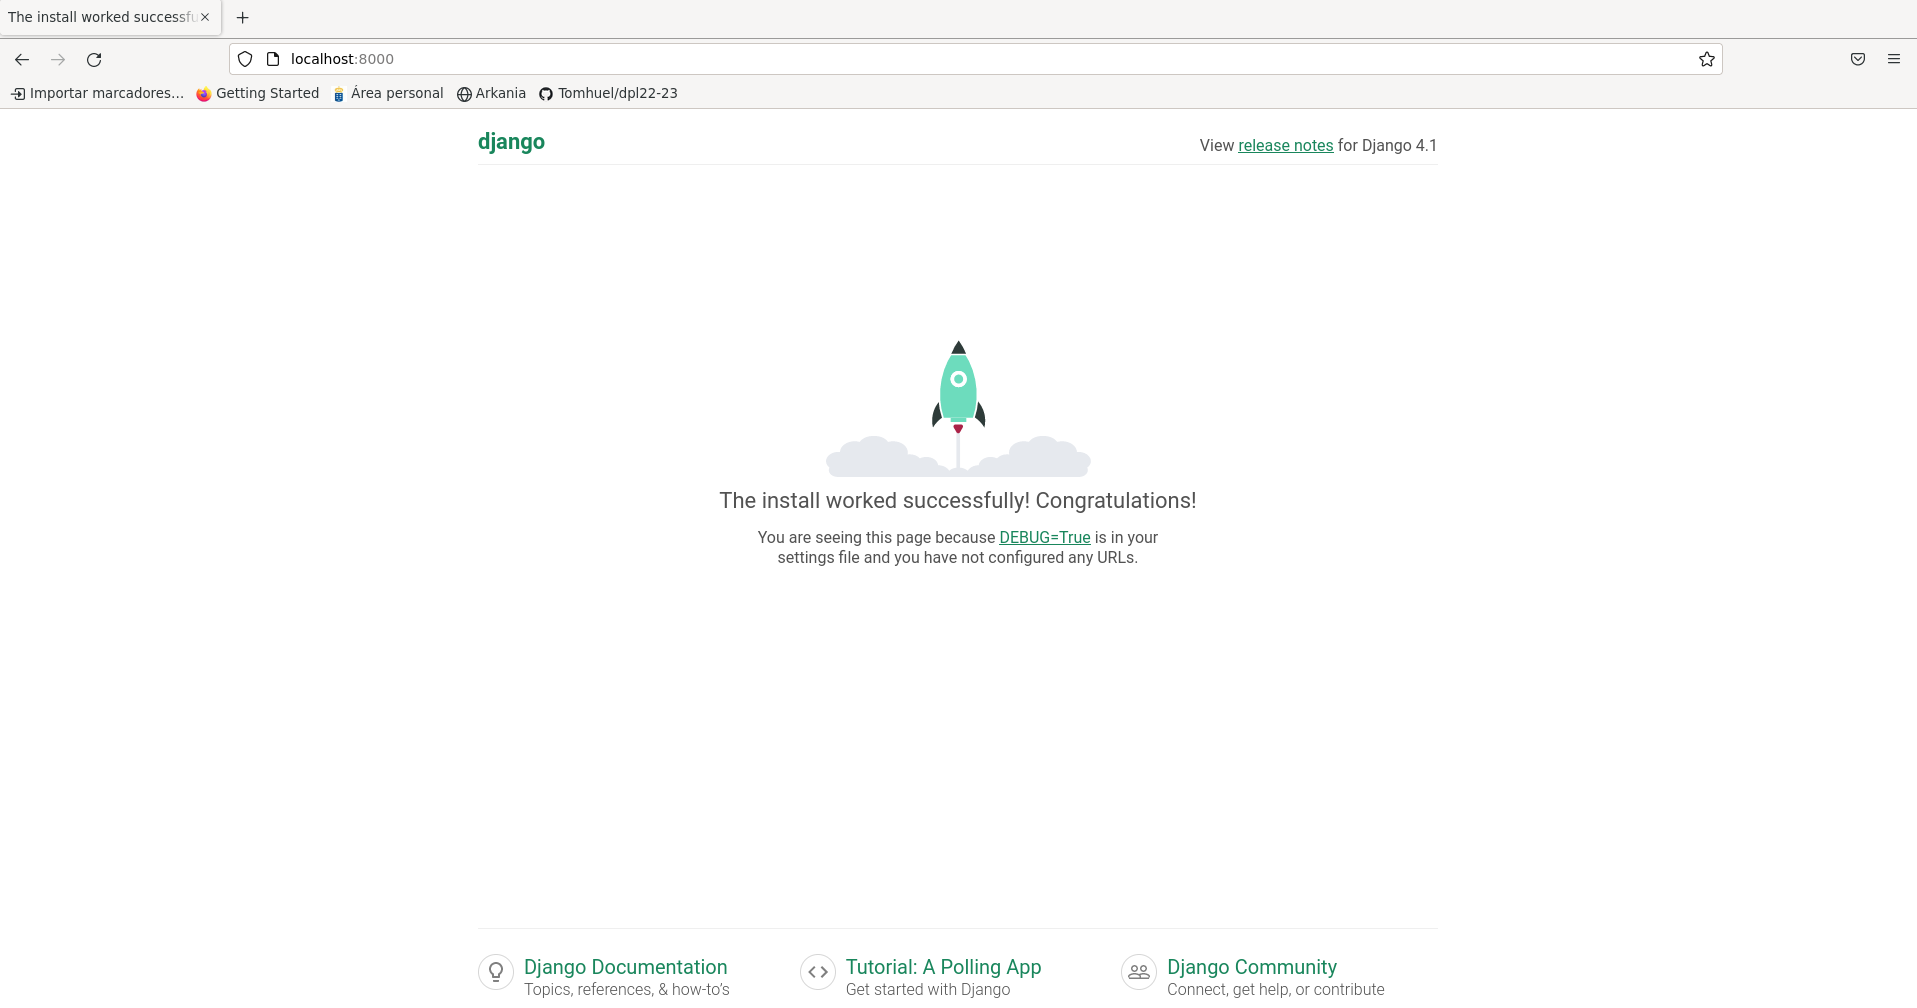 The install worked successfu
localhost:8000
Importar marcadores… Getting Started Área personal Arkania Tomhuel/dpl22-23
django
View release notes for Django 4.1
The install worked successfully! Congratulations!
You are seeing this page because DEBUG=True is in your
settings file and you have not configured any URLs.
Django Documentation
Topics, references, & how-to’s
Tutorial: A Polling App
Get started with Django
Django Community
Connect, get help, or contribute